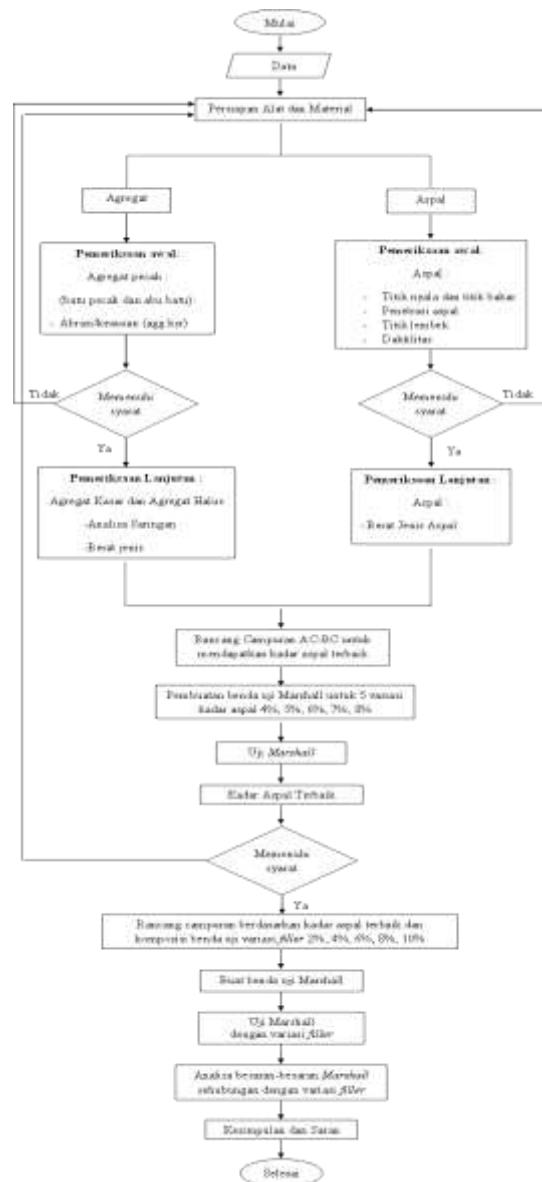 Mulai
Data
Persiapan Alat dan Material
Agregat
Aspal
Pemeriksaan awal:
Agregat pecah
(batu pecah dan abu batu)
- Abrasi/keausan (agg.ksr)
Pemeriksaan awal:
Aspal
- Titik nyala dan titik bakar
- Penetrasi aspal
- Titik lembek
- Daktilitas
Tidak
Memenuhi
syarat
Memenuhi
syarat
Tidak
Ya
Ya
Pemeriksaan Lanjutan :
Agregat Kasar dan Agregat Halus
-Analisa Saringan
-Berat jenis
Pemeriksaan Lanjutan :
Aspal
-Berat Jenis Aspal
Rancang Campuran AC-BC untuk
mendapatkan kadar aspal terbaik
Pembuatan benda uji Marshall untuk 5 variasi
kadar aspal 4%, 5%, 6%, 7%, 8%
Uji Marshall
Kadar Aspal Terbaik
Memenuhi
syarat
Ya
Rancang campuran berdasarkan kadar aspal terbaik dan
komposisi benda uji variasi filler 2%, 4%, 6%, 8%, 10%
Buat benda uji Marshall
Uji Marshall
dengan variasi filler
Analisa besaran-besaran Marshall
sehubungan dengan variasi filler
Kesimpulan dan Saran
Selesai